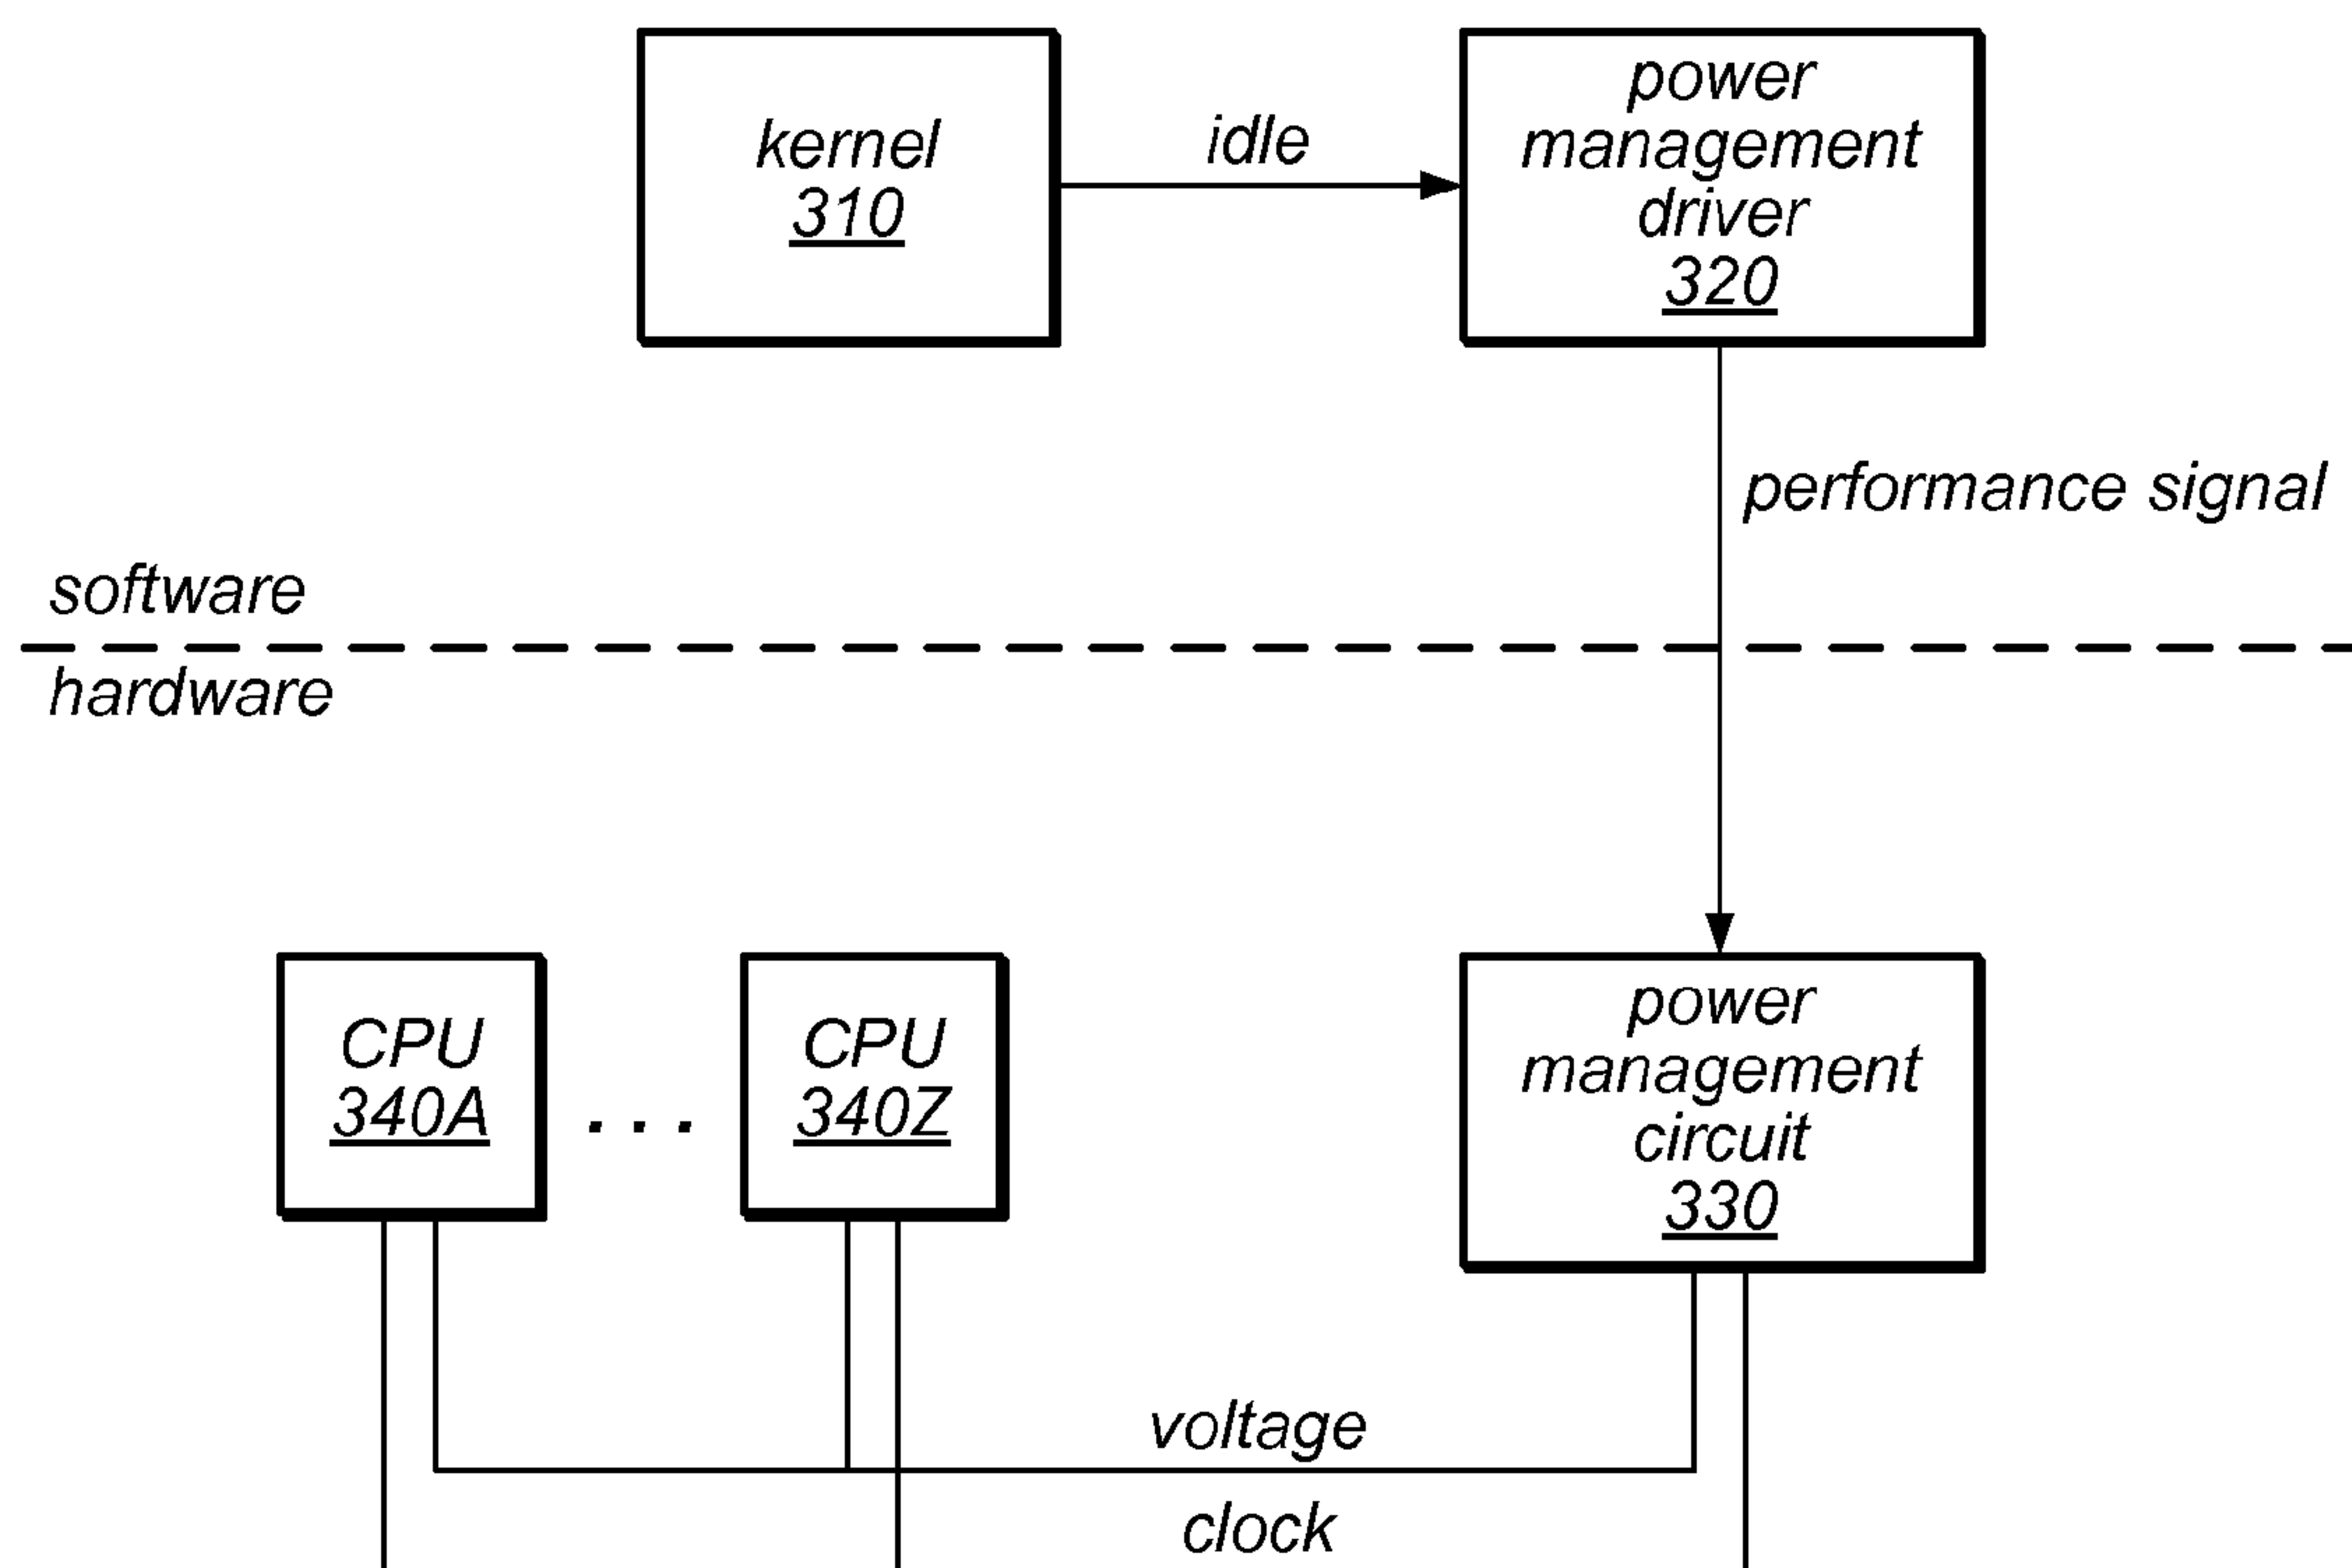 kernel
310
idle
power
management
driver
320
performance signal
software
hardware
CPU
340A
. . .
CPU
340Z
power
management
circuit
330
voltage
clock